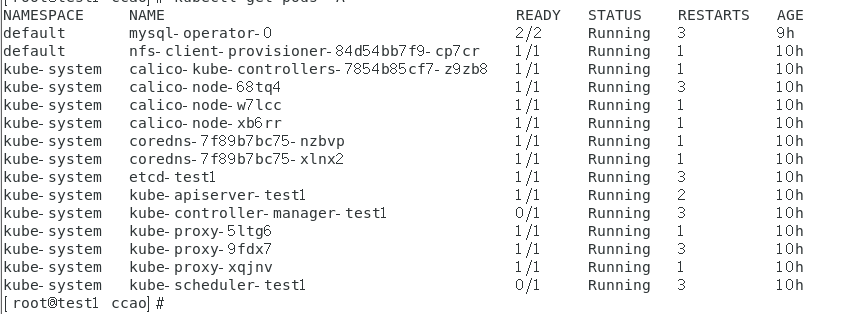 [root@test1 ccao]# kubectl get pods -A
NAMESPACE NAME READY STATUS RESTARTS AGE
default mysql-operator-0 2/2 Running 3 9h
default nfs-client-provisioner-84d54bb7f9-cp7cr 1/1 Running 1 10h
kube-system calico-kube-controllers-7854b85cf7-z9zb8 1/1 Running 1 10h
kube-system calico-node-68tq4 1/1 Running 3 10h
kube-system calico-node-w7lcc 1/1 Running 1 10h
kube-system calico-node-xb6rr 1/1 Running 1 10h
kube-system coredns-7f89b7bc75-nzbvp 1/1 Running 1 10h
kube-system coredns-7f89b7bc75-xlnx2 1/1 Running 1 10h
kube-system etcd-test1 1/1 Running 3 10h
kube-system kube-apiserver-test1 1/1 Running 2 10h
kube-system kube-controller-manager-test1 0/1 Running 3 10h
kube-system kube-proxy-5ltg6 1/1 Running 1 10h
kube-system kube-proxy-9fdx7 1/1 Running 3 10h
kube-system kube-proxy-xqjnv 1/1 Running 1 10h
kube-system kube-scheduler-test1 0/1 Running 3 10h
[root@test1 ccao]#